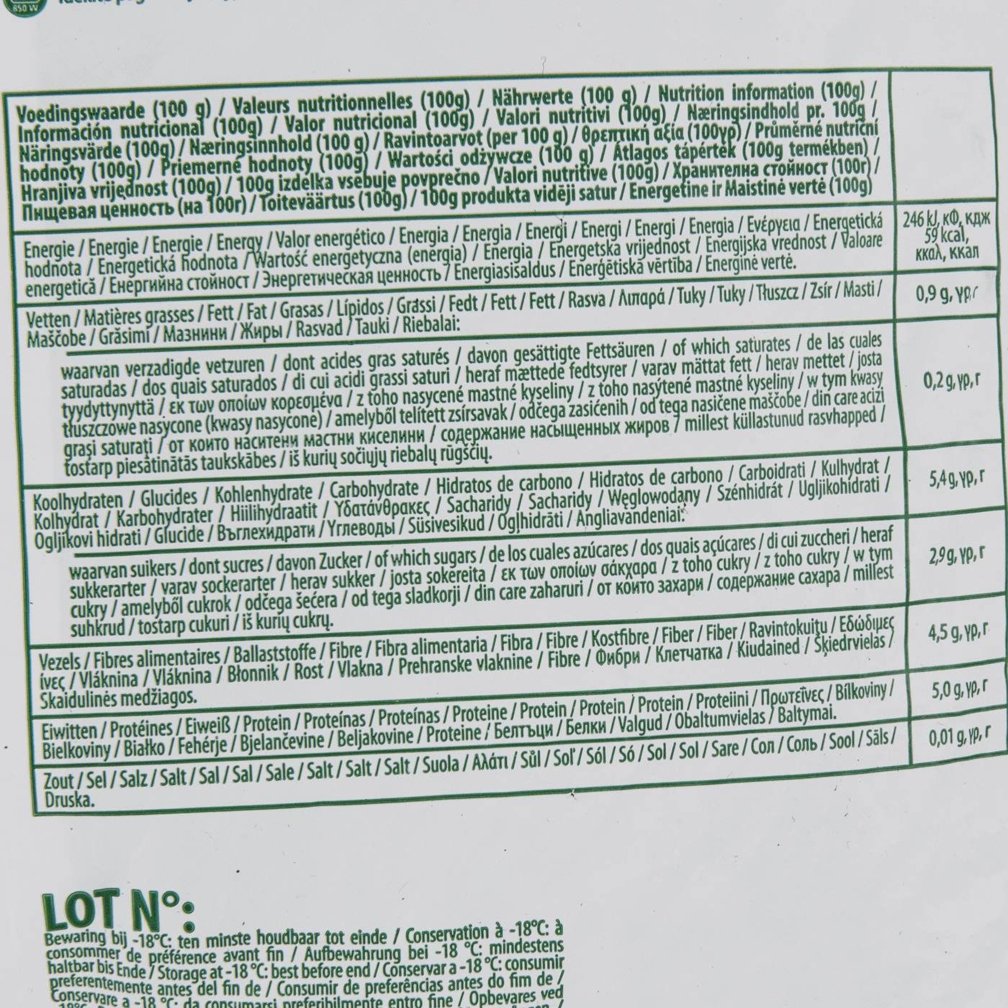 850 W
Voedingswaarde (100 g) / Valeurs nutritionnelles (100g) / Nährwerte (100 g) / Nutrition information (100g) /
Información nutricional (100g) / Valor nutricional (100g) / Valori nutritivi (100g) / Næringsindhold pr. 100g /
Näringsvärde (100g) / Næringsinnhold (100 g) / Ravintoarvot (per 100 g) / Θρεπτική αξία (100γρ) / Průměrné nutriční
hodnoty (100g) / Priemerné hodnoty (100g) / Wartości odżywcze (100 g) / Átlagos tápérték (100g termékben) /
Hranjiva vrijednost (100g) / 100g izdelka vsebuje povprečno / Valori nutritive (100g) / Хранителна стойност (100г) /
Пищевая ценность (на 100г) / Toiteväärtus (100g) / 100g produkta vidēji satur / Energetinė ir Maistinė vertė (100g)
Energie / Energie / Energie / Energy / Valor energético / Energia / Energia / Energi / Energi / Energi / Energia / Ενέργεια / Energetická
hodnota / Energetická hodnota / Wartość energetyczna (energia) / Energia / Energetska vrijednost / Energijska vrednost / Valoare
energetică / Енергийна стойност / Энергетическая ценность / Energiasisaldus / Enerģētiskā vērtība / Energinė vertė.
246 kJ, кФ, кдж
59 kcal,
ккаλ, ккал
Vetten / Matières grasses / Fett / Fat / Grasas / Lípidos / Grassi / Fedt / Fett / Fett / Rasva / Λιπαρά / Tuky / Tuky / Tłuszcz / Zsír / Masti /
Maščobe / Grăsimi / Мазнини / Жиры / Rasvad / Tauki / Riebalai:
0,9 g, γρ, г
waarvan verzadigde vetzuren / dont acides gras saturés / davon gesättigte Fettsäuren / of which saturates / de las cuales
saturadas / dos quais saturados / di cui acidi grassi saturi / heraf mættede fedtsyrer / varav mättat fett / herav mettet / josta
tyydyttynyttä / εκ των οποίων κορεσμένα / z toho nasycené mastné kyseliny / z toho nasýtené mastné kyseliny / w tym kwasy
tłuszczowe nasycone (kwasy nasycone) / amelyből telített zsírsavak / odčega zasićenih / od tega nasičene maščobe / din care acizi
grași saturați / от които наситени мастни киселини / содержание насыщенных жиров / millest küllastunud rasvhapped /
tostarp piesātinātās taukskābes / iš kurių sočiųjų riebalų rūgščių.
0,2 g, γρ, г
Koolhydraten / Glucides / Kohlenhydrate / Carbohydrate / Hidratos de carbono / Hidratos de carbono / Carboidrati / Kulhydrat /
Kolhydrat / Karbohydrater / Hiilihydraatit / Υδατάνθρακες / Sacharidy / Sacharidy / Węglowodany / Szénhidrát / Ugljikohidrati /
Ogljikovi hidrati / Glucide / Въглехидрати / Углеводы / Süsivesikud / Ogļhidrāti / Angliavandeniai:
5,4 g, γρ, г
waarvan suikers / dont sucres / davon Zucker / of which sugars / de los cuales azúcares / dos quais açúcares / di cui zuccheri / heraf
sukkerarter / varav sockerarter / herav sukker / josta sokereita / εκ των οποίων σάκχαρα / z toho cukry / z toho cukry / w tym
cukry / amelyből cukrok / odčega šećera / od tega sladkorji / din care zaharuri / от които захари / содержание сахара / millest
suhkrud / tostarp cukuri / iš kurių cukrų.
2,9 g, γρ, г
Vezels / Fibres alimentaires / Ballaststoffe / Fibre / Fibra alimentaria / Fibra / Fibre / Kostfibre / Fiber / Fiber / Ravintokuitu / Εδώδιμες
ίνες / Vláknina / Vláknina / Błonnik / Rost / Vlakna / Prehranske vlaknine / Fibre / Фибри / Клетчатка / Kiudained / Šķiedrvielas /
Skaidulinės medžiagos.
4,5 g, γρ, г
Eiwitten / Protéines / Eiweiß / Protein / Proteínas / Proteínas / Proteine / Protein / Protein / Protein / Proteiini / Πρωτεΐνες / Bílkoviny /
Bielkoviny / Białko / Fehérje / Bjelančevine / Beljakovine / Proteine / Белтъци / Белки / Valgud / Obaltumvielas / Baltymai.
5,0 g, γρ, г
Zout / Sel / Salz / Salt / Sal / Sal / Sale / Salt / Salt / Salt / Suola / Αλάτι / Sůl / Soľ / Sól / Só / Sol / Sol / Sare / Сол / Соль / Sool / Sāls /
Druska.
0,01 g, γρ, г
LOT N°:
Bewaring bij -18°C: ten minste houdbaar tot einde / Conservation à -18°C: à
consommer de préférence avant fin / Aufbewahrung bei -18 °C: mindestens
haltbar bis Ende / Storage at -18 °C: best before end / Conservar a -18 °C: consumir
preferentemente antes del fin de / Consumir de preferências antes do fim de /
Conservare a -18 °C: da consumarsi preferibilmente entro fine / Opbevares ved